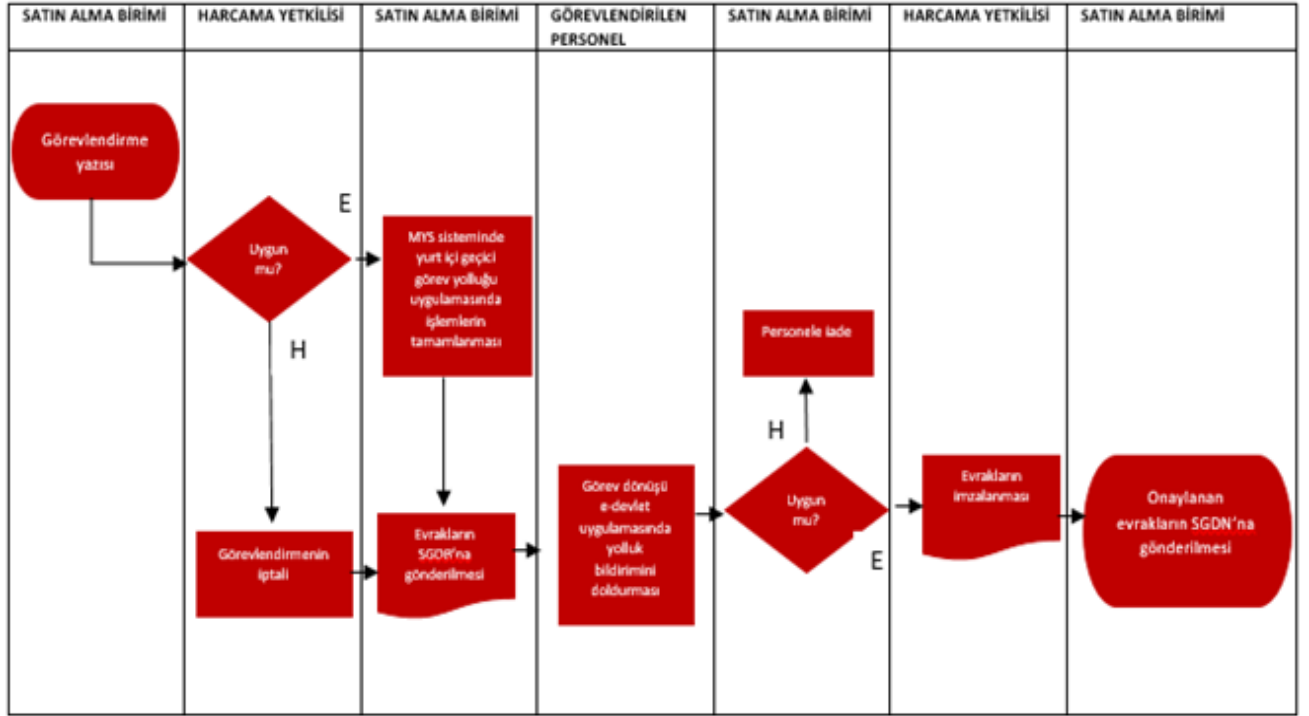 SATIN ALMA BİRİMİ
HARCAMA YETKİLİSİ
SATIN ALMA BİRİMİ
GÖREVLENDİRİLEN
PERSONEL
SATIN ALMA BİRİMİ
HARCAMA YETKİLİSİ
SATIN ALMA BİRİMİ
Görevlendirme
yazısı
Uygun
mu?
E
H
MYS sisteminde
yurt içi geçici
görev yolluğu
uygulamasında
işlemlerin
tamamlanması
Görevlendirmenin
iptali
Evrakların
gönderilmesi
Görev dönüşü
e-devlet
uygulamasında
yolluk
bildirimini
doldurması
Personele iade
H
Uygun
mu?
E
Evrakların
imzalanması
Onaylanan
evrakların SGDN'na
gönderilmesi